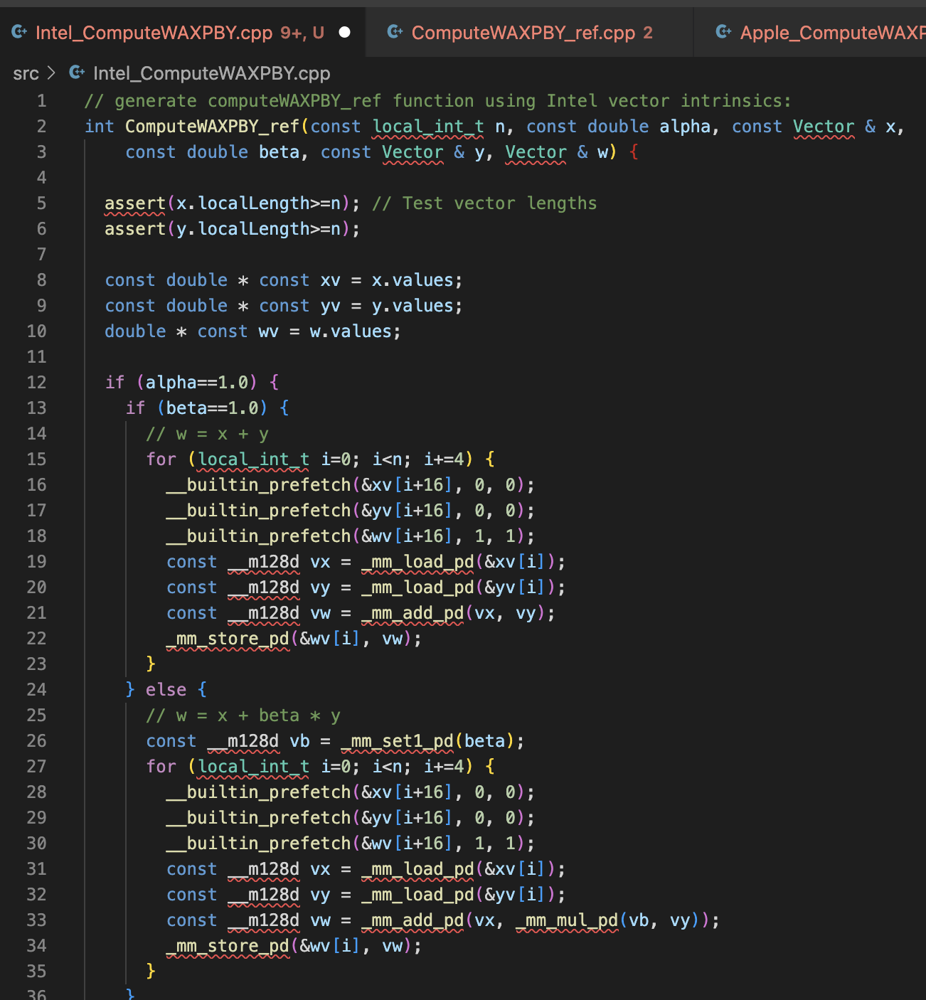 Intel_ComputeWAXPBY.cpp 9+, U ComputeWAXPBY_ref.cpp 2 Apple_ComputeWAXP
src > Intel_ComputeWAXPBY.cpp
1 // generate computeWAXPBY_ref function using Intel vector intrinsics:
2 int ComputeWAXPBY_ref(const local_int_t n, const double alpha, const Vector & x,
3     const double beta, const Vector & y, Vector & w) {
4
5   assert(x.localLength>=n); // Test vector lengths
6   assert(y.localLength>=n);
7
8   const double * const xv = x.values;
9   const double * const yv = y.values;
10   double * const wv = w.values;
11
12   if (alpha==1.0) {
13     if (beta==1.0) {
14       // w = x + y
15       for (local_int_t i=0; i<n; i+=4) {
16         __builtin_prefetch(&xv[i+16], 0, 0);
17         __builtin_prefetch(&yv[i+16], 0, 0);
18         __builtin_prefetch(&wv[i+16], 1, 1);
19         const __m128d vx = _mm_load_pd(&xv[i]);
20         const __m128d vy = _mm_load_pd(&yv[i]);
21         const __m128d vw = _mm_add_pd(vx, vy);
22         _mm_store_pd(&wv[i], vw);
23       }
24     } else {
25       // w = x + beta * y
26       const __m128d vb = _mm_set1_pd(beta);
27       for (local_int_t i=0; i<n; i+=4) {
28         __builtin_prefetch(&xv[i+16], 0, 0);
29         __builtin_prefetch(&yv[i+16], 0, 0);
30         __builtin_prefetch(&wv[i+16], 1, 1);
31         const __m128d vx = _mm_load_pd(&xv[i]);
32         const __m128d vy = _mm_load_pd(&yv[i]);
33         const __m128d vw = _mm_add_pd(vx, _mm_mul_pd(vb, vy));
34         _mm_store_pd(&wv[i], vw);
35       }
36     }